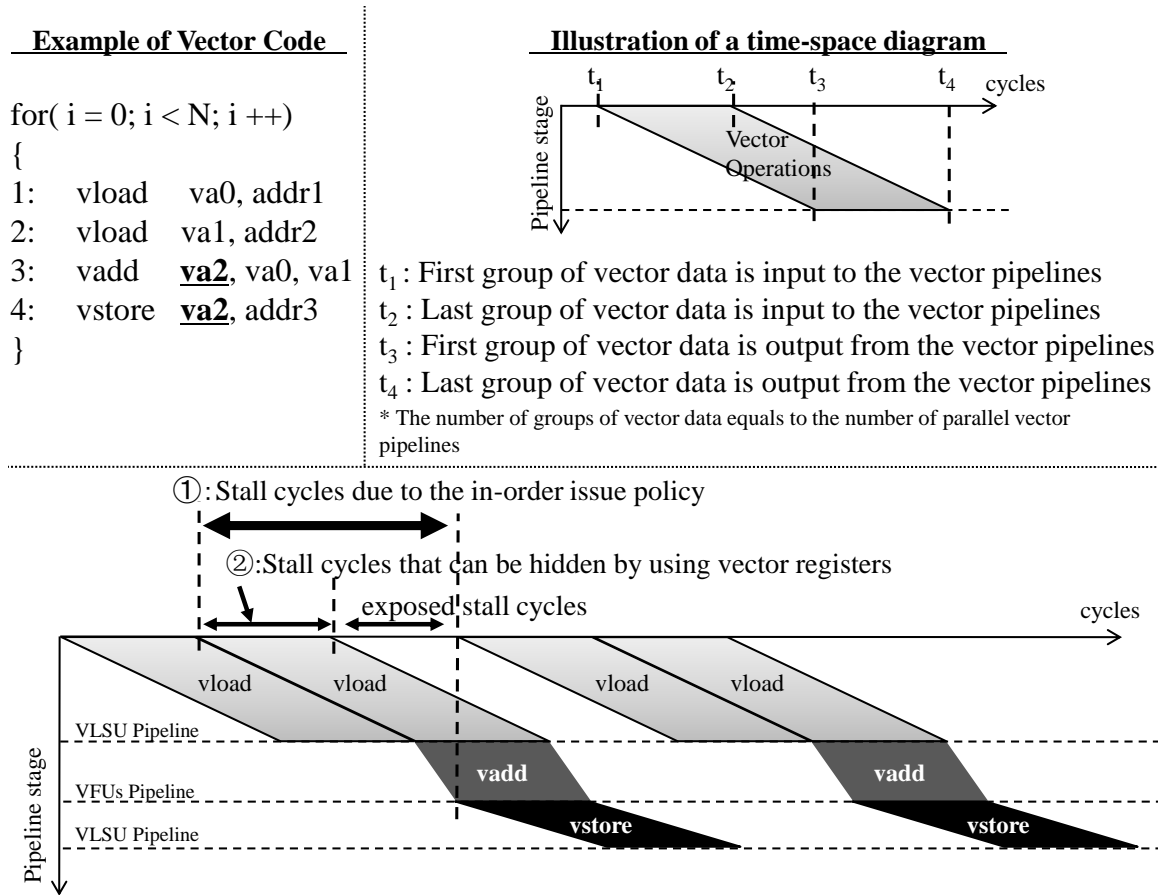 Example of Vector Code
for( i = 0; i < N; i ++)
{
1: vload va0, addr1
2: vload va1, addr2
3: vadd va2, va0, va1
4: vstore va2, addr3
}
Illustration of a time-space diagram
t1 t2 t3 t4 cycles
Pipeline stage
Vector
Operations
t1 : First group of vector data is input to the vector pipelines
t2 : Last group of vector data is input to the vector pipelines
t3 : First group of vector data is output from the vector pipelines
t4 : Last group of vector data is output from the vector pipelines
* The number of groups of vector data equals to the number of parallel vector
pipelines
①: Stall cycles due to the in-order issue policy
②:Stall cycles that can be hidden by using vector registers
exposed stall cycles
cycles
vload vload vload vload
VLSU Pipeline
vadd vadd
VFUs Pipeline
vstore vstore
VLSU Pipeline
Pipeline stage